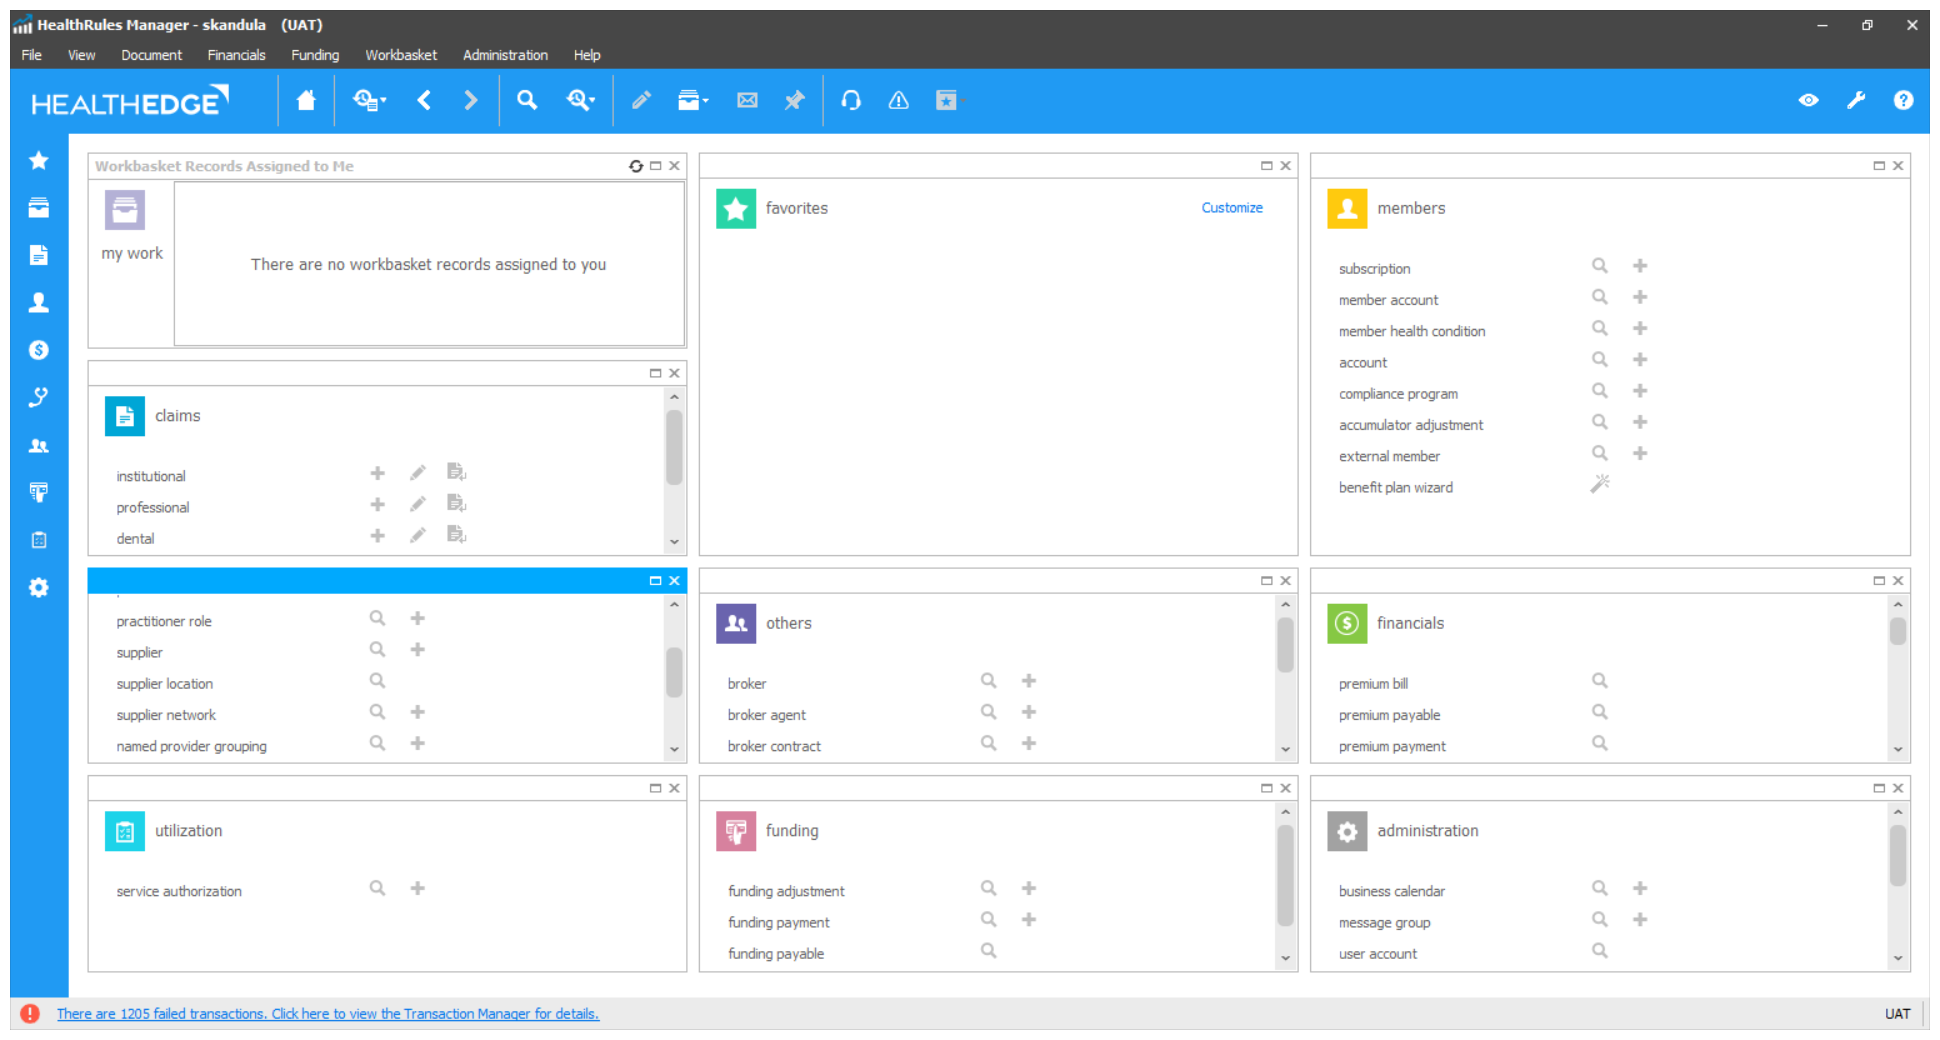 HealthRules Manager - skandula (UAT)
File View Document Financials Funding Workbasket Administration Help
HEALTHEDGE
Workbasket Records Assigned to Me
my work
There are no workbasket records assigned to you
favorites
Customize
members
subscription
member account
member health condition
account
compliance program
accumulator adjustment
external member
benefit plan wizard
claims
institutional
professional
dental
practitioner role
supplier
supplier location
supplier network
named provider grouping
others
broker
broker agent
broker contract
financials
premium bill
premium payable
premium payment
utilization
service authorization
funding
funding adjustment
funding payment
funding payable
administration
business calendar
message group
user account
There are 1205 failed transactions. Click here to view the Transaction Manager for details.
UAT